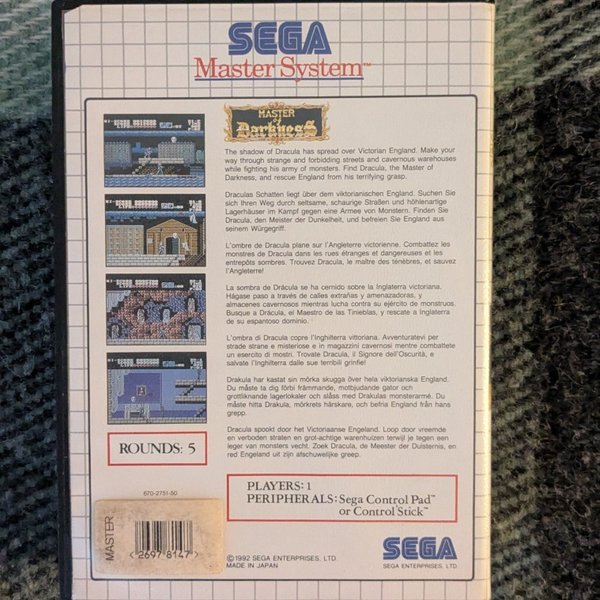 SEGA
Master System™
MASTER
of
Darkness
The shadow of Dracula has spread over Victorian England. Make your
way through strange and forbidding streets and cavernous warehouses
while fighting his army of monsters. Find Dracula, the Master of
Darkness, and rescue England from his terrifying grasp.
Draculas Schatten liegt über dem viktorianischen England. Suchen Sie
sich Ihren Weg durch seltsame, schaurige Straßen und höhlenartige
Lagerhäuser im Kampf gegen eine Armee von Monstern. Finden Sie
Dracula, den Meister der Dunkelheit, und befreien Sie England aus
seinem Würgegriff.
L'ombre de Dracula plane sur l'Angleterre victorienne. Combattez les
monstres de Dracula dans les rues étranges et dangereuses et les
entrepôts sombres. Trouvez Dracula, le maître des ténèbres, et sauvez
l'Angleterre!
La sombra de Drácula se ha cernido sobre la Inglaterra victoriana.
Hágase paso a través de calles extrañas y amenazadoras, y
almacenes cavernosos mientras lucha contra su ejército de monstruos.
Busque a Drácula, el Maestro de las Tinieblas, y rescate a Inglaterra
de su espantoso dominio.
L'ombra di Dracula copre l'Inghilterra vittoriana. Avventuratevi per
strade strane e misteriose e in magazzini cavernosi mentre combattete
un esercito di mostri. Trovate Dracula, il Signore dell'Oscurità, e
salvate l'Inghilterra dalle sue terribili grinfie!
Drakula har kastat sin mörka skugga över hela viktorianska England.
Du måste ta dig förbi främmande, motbjudande gator och
grottliknande lagerlokaler och slåss med Drakulas monsterarmé. Du
måste hitta Drakula, mörkrets härskare, och befria England från hans
grepp.
Dracula spookt door het Victoriaanse Engeland. Loop door vreemde
en verboden straten en grot-achtige warenhuizen terwijl je tegen een
leger van monsters vecht. Zoek Dracula, de Meester de Duisternis, en
red Engeland uit zijn afschuwelijke greep.
ROUNDS: 5
PLAYERS: 1
PERIPHERALS: Sega Control Pad™
or Control Stick™
670-2751-50
MASTER
<2697 8147>
©1992 SEGA ENTERPRISES, LTD.
MADE IN JAPAN
SEGA
SEGA ENTERPRISES, LTD.